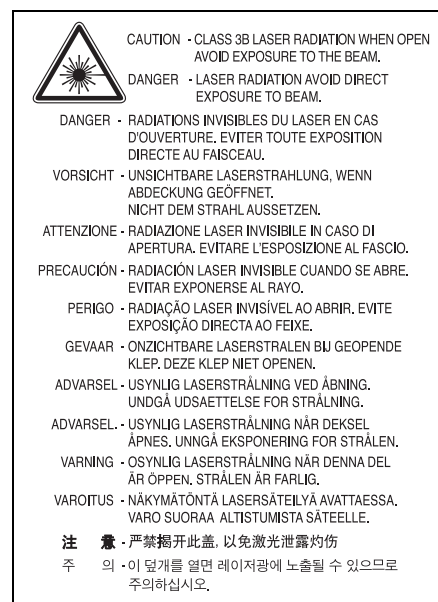 CAUTION - CLASS 3B LASER RADIATION WHEN OPEN
AVOID EXPOSURE TO THE BEAM.
DANGER - LASER RADIATION AVOID DIRECT
EXPOSURE TO BEAM.
DANGER - RADIATIONS INVISIBLES DU LASER EN CAS
D'OUVERTURE. EVITER TOUTE EXPOSITION
DIRECTE AU FAISCEAU.
VORSICHT - UNSICHTBARE LASERSTRAHLUNG, WENN
ABDECKUNG GEÖFFNET.
NICHT DEM STRAHL AUSSETZEN.
ATTENZIONE - RADIAZIONE LASER INVISIBILE IN CASO DI
APERTURA. EVITARE L'ESPOSIZIONE AL FASCIO.
PRECAUCIÓN - RADIACIÓN LASER INVISIBLE CUANDO SE ABRE.
EVITAR EXPONERSE AL RAYO.
PERIGO - RADIAÇÃO LASER INVISÍVEL AO ABRIR. EVITE
EXPOSIÇÃO DIRECTA AO FEIXE.
GEVAAR - ONZICHTBARE LASERSTRALEN BIJ GEOPENDE
KLEP. DEZE KLEP NIET OPENEN.
ADVARSEL - USYNLIG LASERSTRÅLNING VED ÅBNING.
UNDGÅ UDSAETTELSE FOR STRÅLNING.
ADVARSEL. - USYNLIG LASERSTRÅLNING NÅR DEKSEL
ÅPNES. UNNGÅ EKSPONERING FOR STRÅLEN.
VARNING - OSYNLIG LASERSTRÅLNING NÄR DENNA DEL
ÄR ÖPPEN. STRÅLEN ÄR FARLIG.
VAROITUS - NÄKYMÄTÖNTÄ LASERSÄTEILYÄ AVATTAESSA.
VARO SUORAA ALTISTUMISTA SÄTEELLE.
注 意 - 严禁揭开此盖, 以免激光泄露灼伤
주 의 - 이 덮개를 열면 레이저광에 노출될 수 있으므로
주의하십시오.